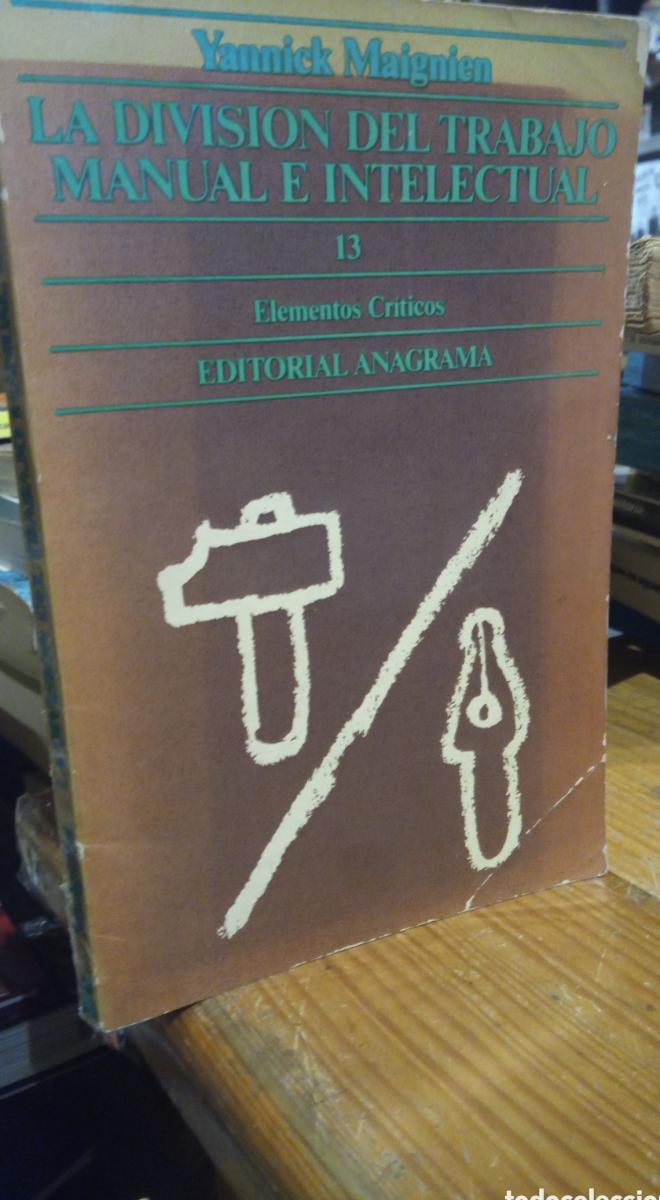 Yannick Maignien
LA DIVISION DEL TRABAJO
MANUAL E INTELECTUAL
13
Elementos Críticos
EDITORIAL ANAGRAMA